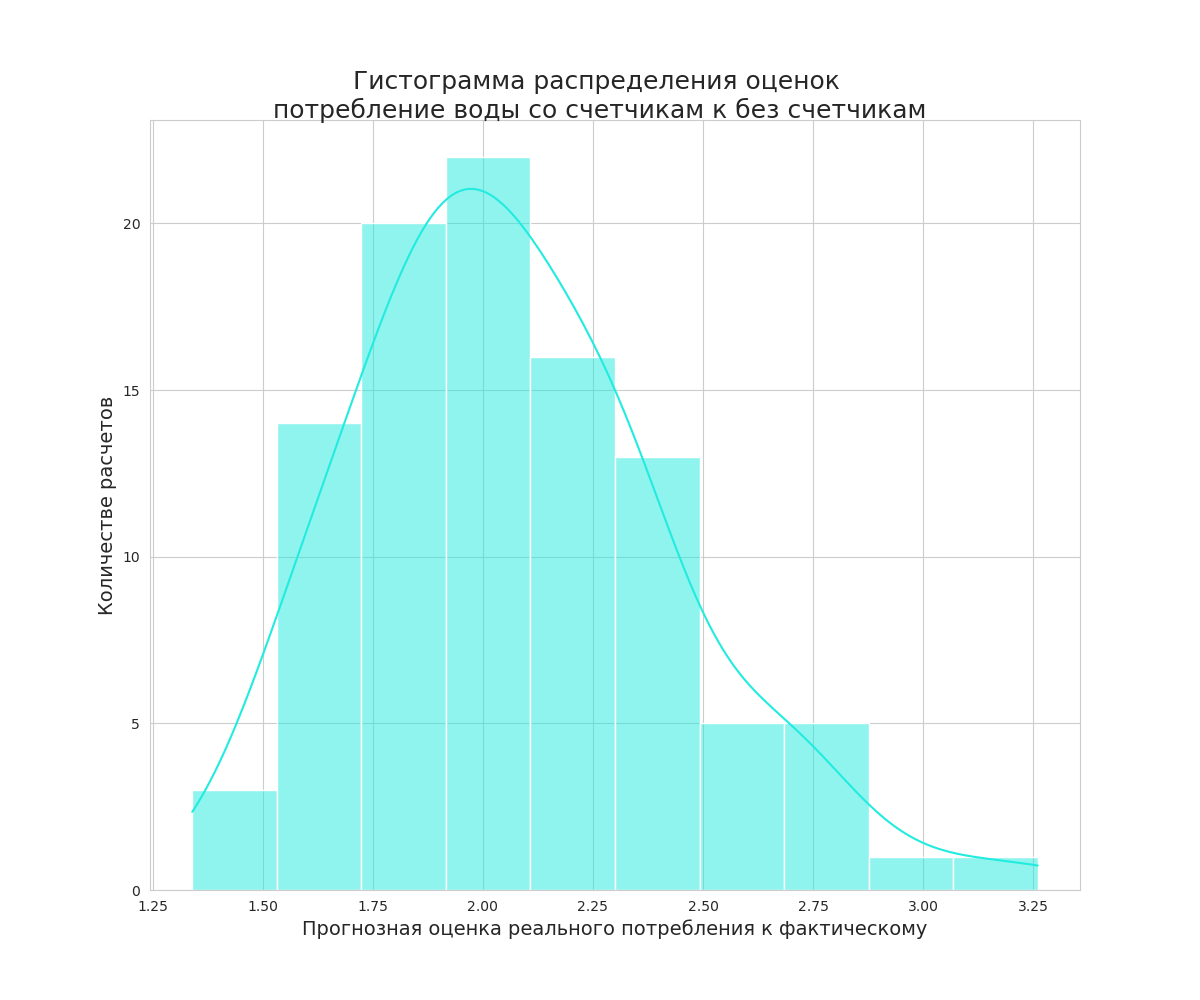 Гистограмма распределения оценок
потребление воды со счетчикам к без счетчикам
20
15
10
5
0
Количестве расчетов
1.25 1.50 1.75 2.00 2.25 2.50 2.75 3.00 3.25
Прогнозная оценка реального потребления к фактическому